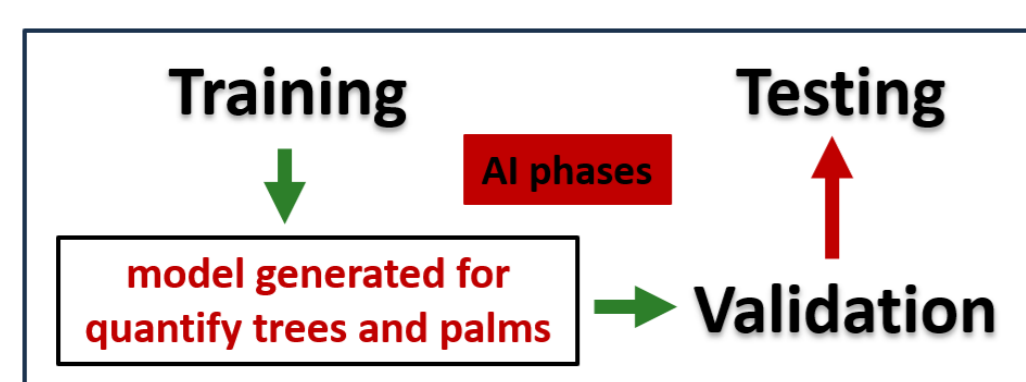 Training
Testing
AI phases
model generated for
quantify trees and palms
Validation